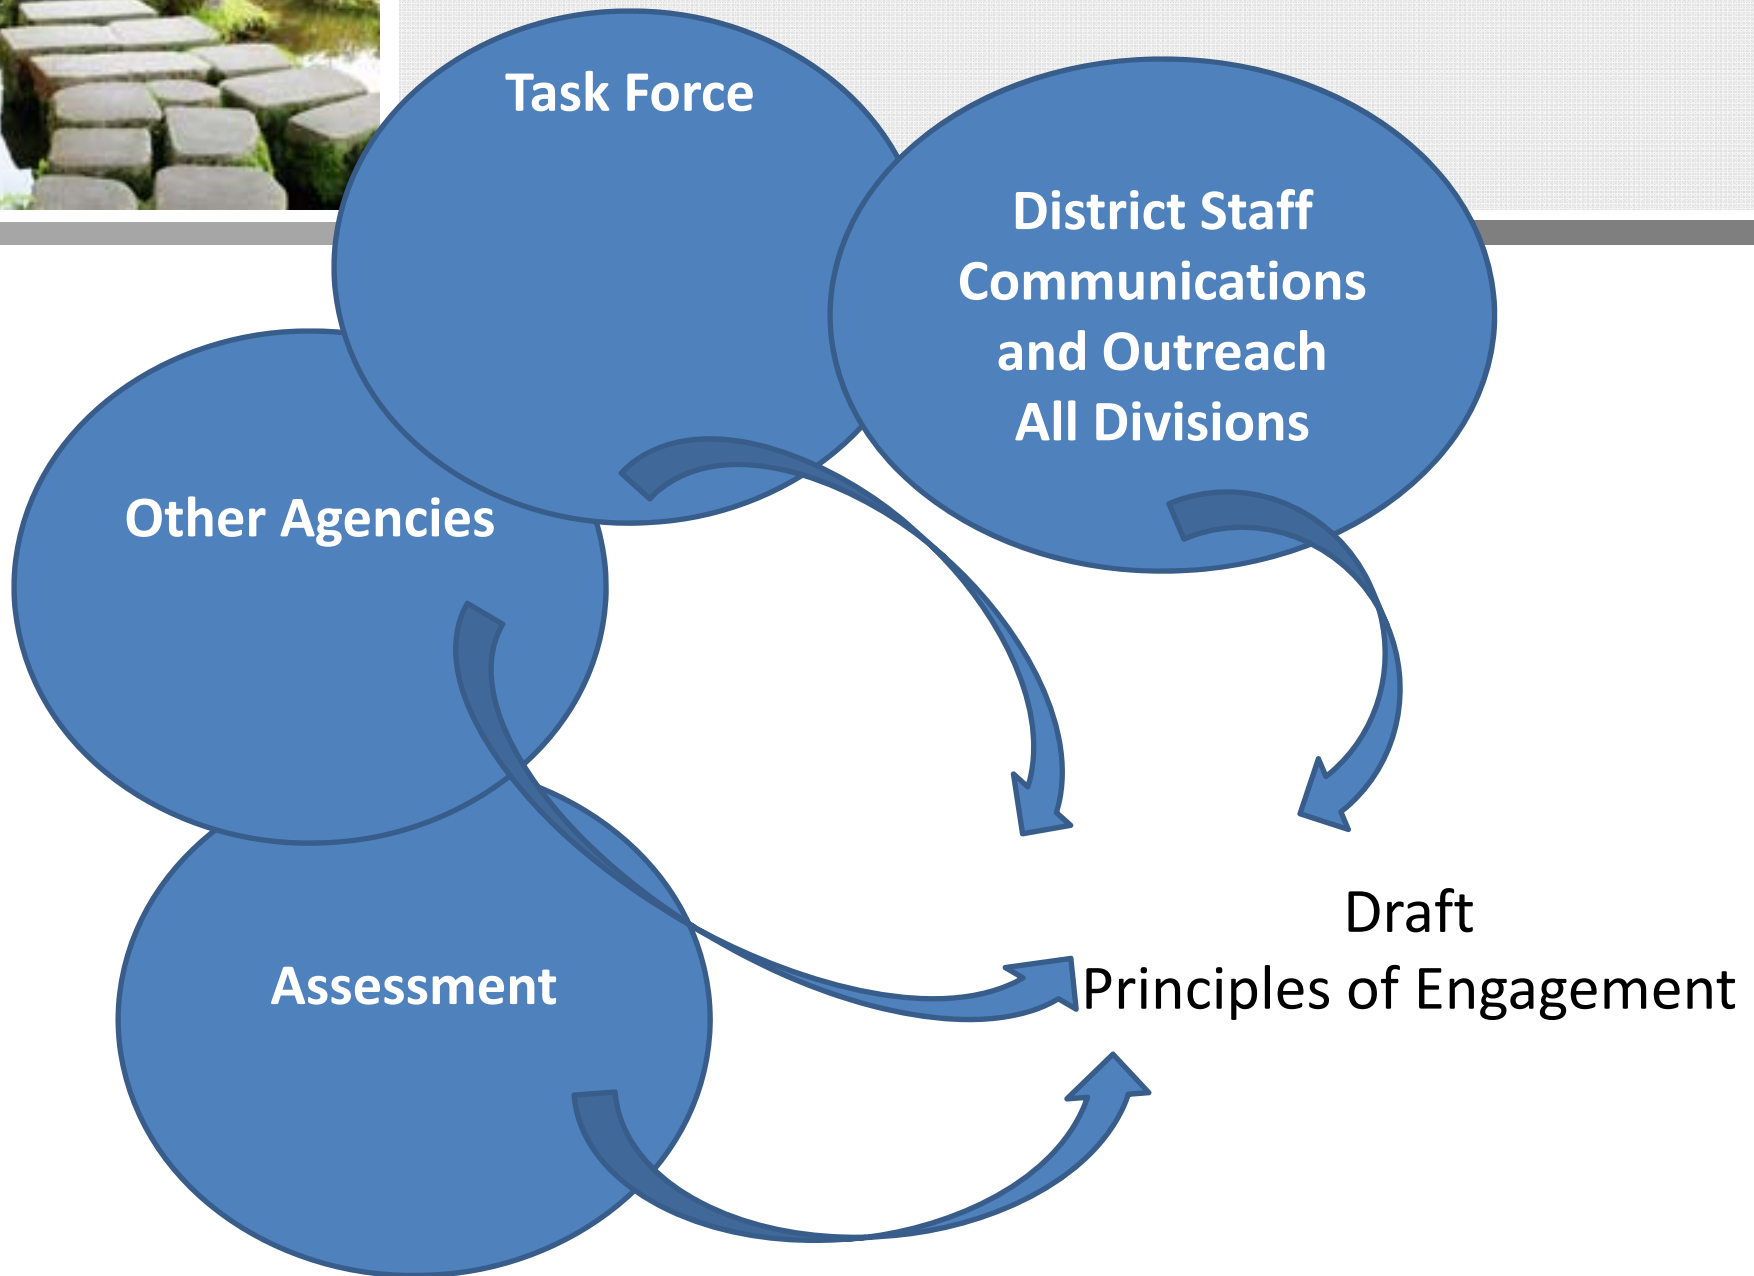 Task Force
District Staff
Communications
and Outreach
All Divisions
Other Agencies
Assessment
Draft
Principles of Engagement